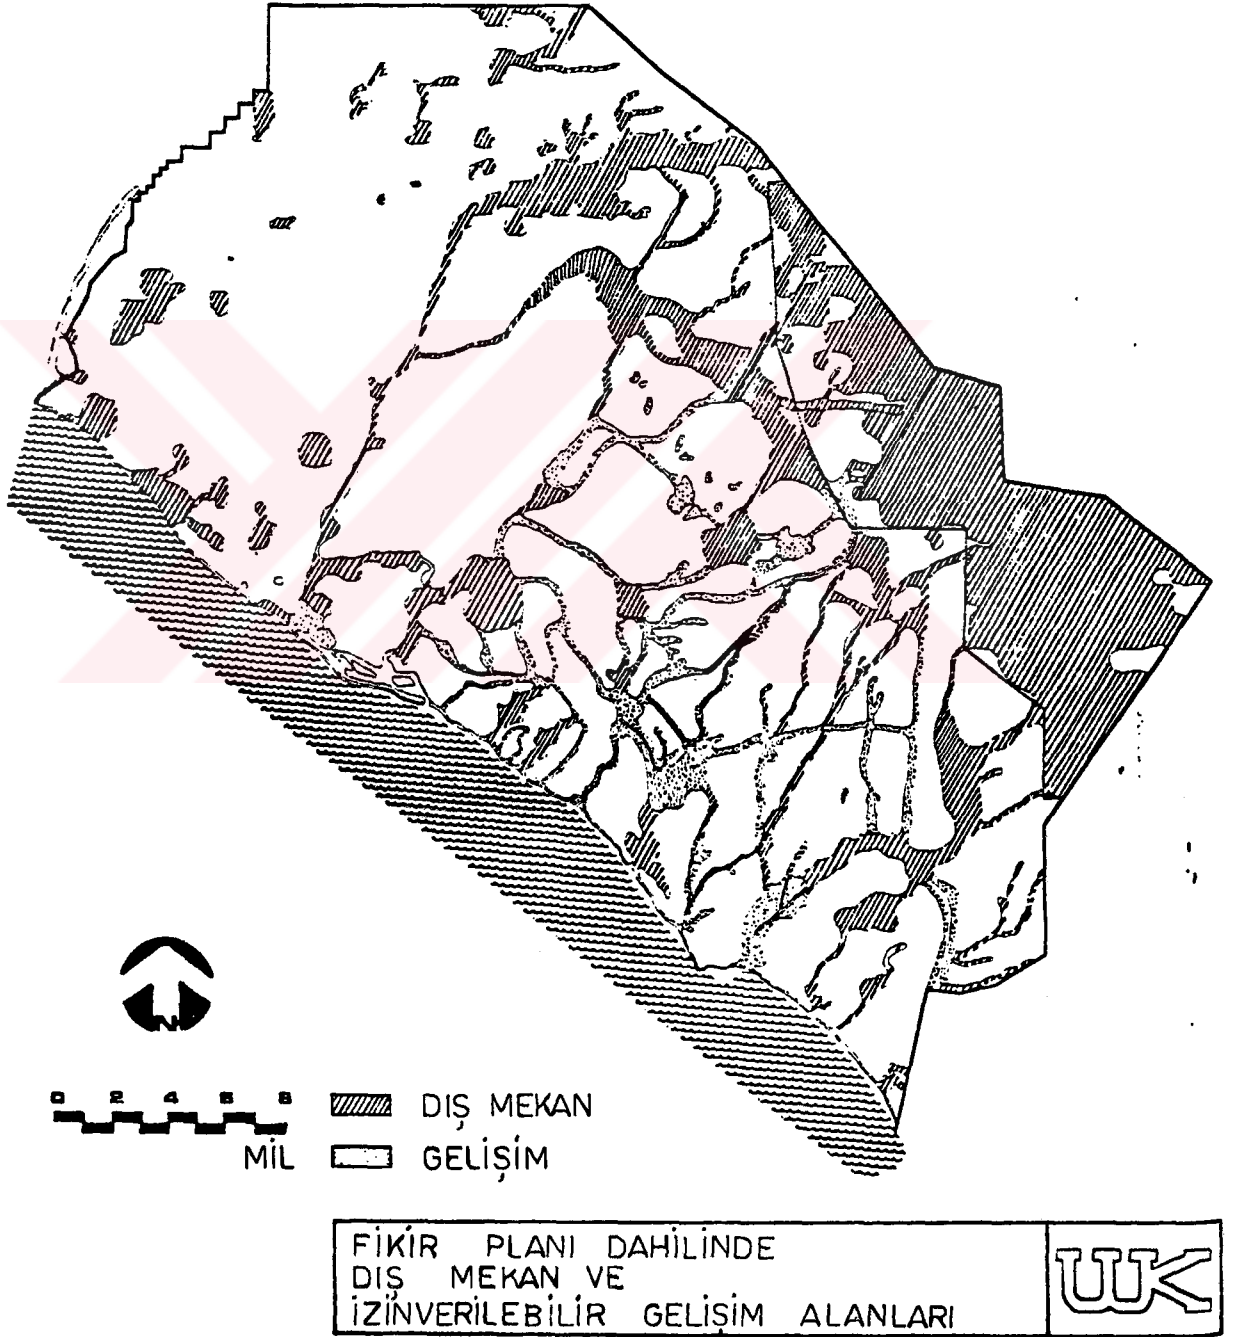 N
0 2 4 6 8
MİL
DIŞ MEKAN
GELİŞİM
FİKİR PLANI DAHİLİNDE
DIŞ MEKAN VE
İZİNVERİLEBİLİR GELİŞİM ALANLARI
WK